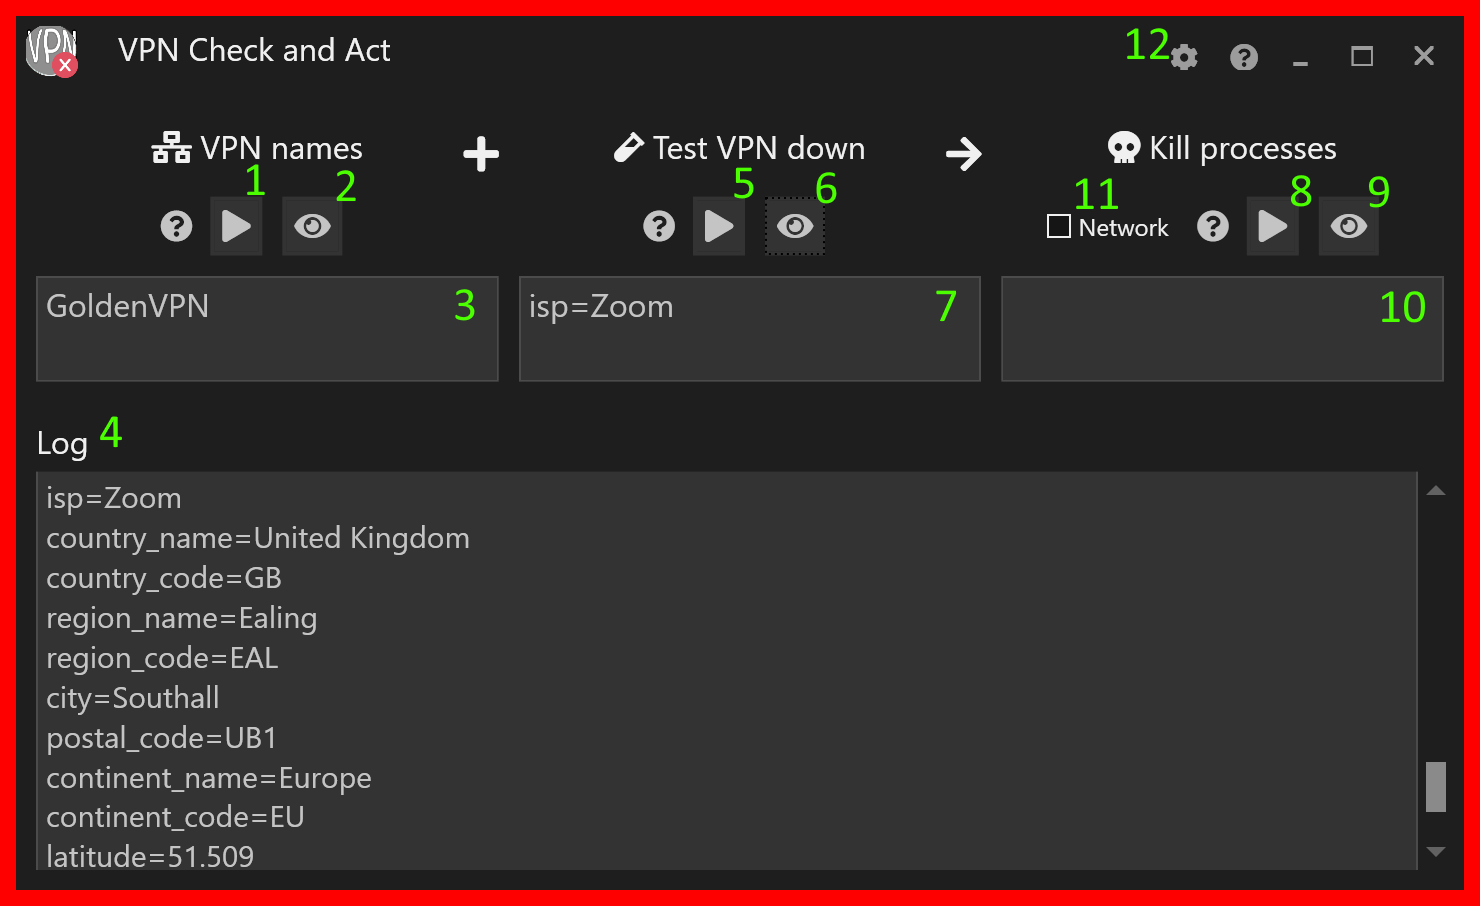 VPN
VPN Check and Act
12
VPN names
Test VPN down
Kill processes
1
2
5
6
11
8
9
Network
GoldenVPN
3
isp=Zoom
7
10
Log
4
isp=Zoom
country_name=United Kingdom
country_code=GB
region_name=Ealing
region_code=EAL
city=Southall
postal_code=UB1
continent_name=Europe
continent_code=EU
latitude=51.509